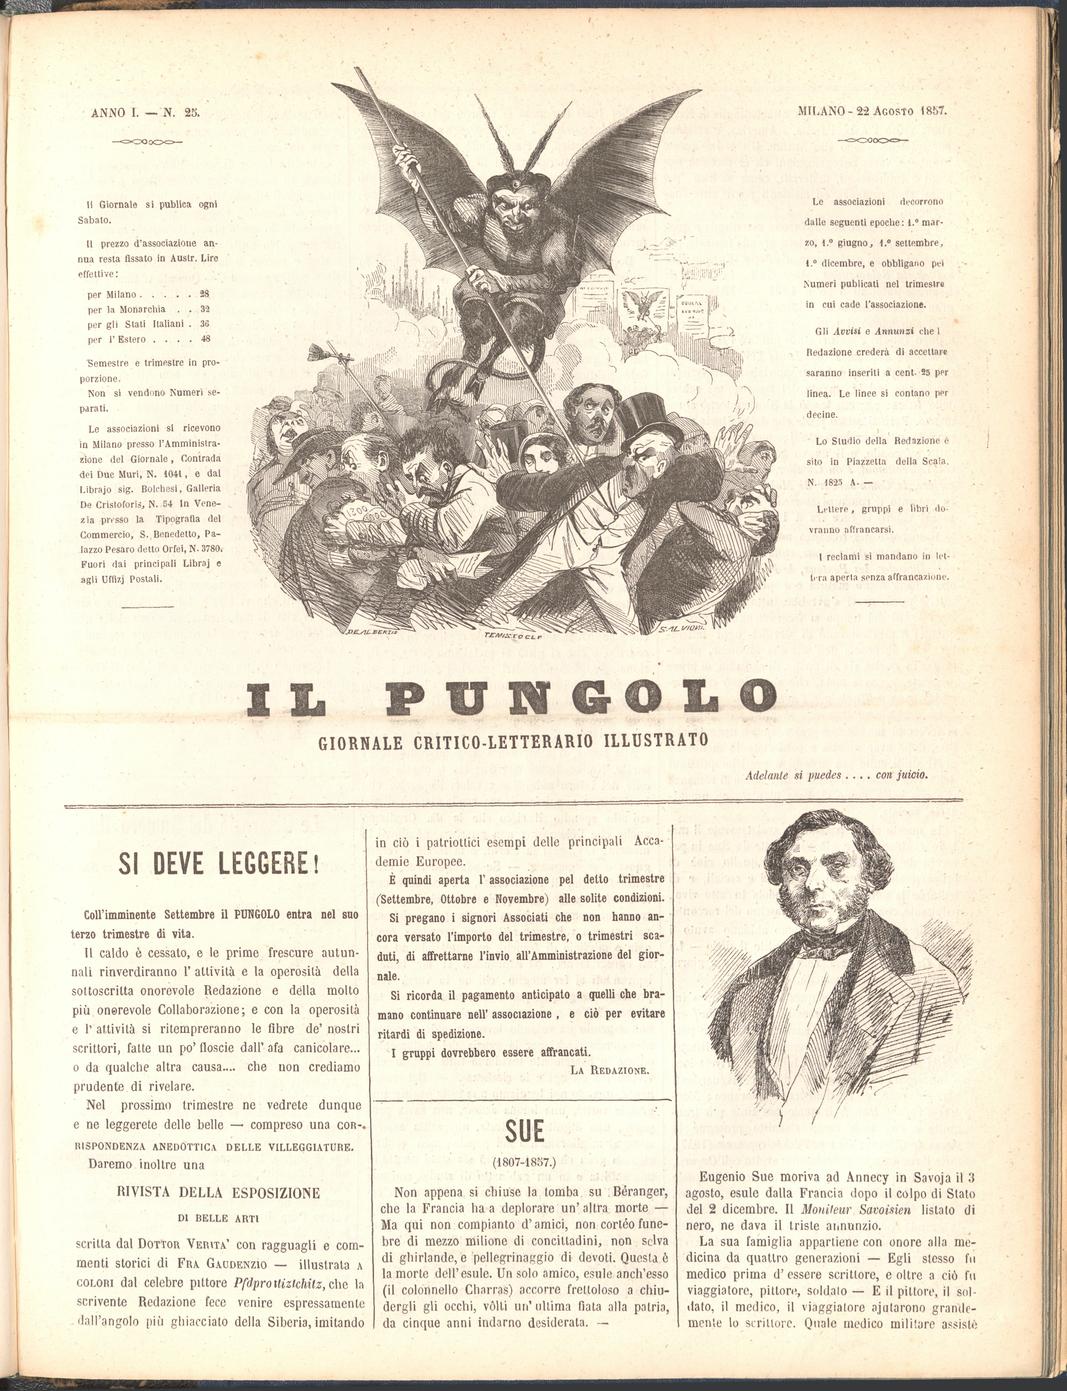 ANNO I. — N. 25.
MILANO - 22 AGOSTO 1857.
Il Giornale si publica ogni
Sabato.
Il prezzo d'associazione an-
nua resta fissato in Austr. Lire
effettive:
per Milano . . . . . 28
per la Monarchia . . 32
per gli Stati Italiani . 36
per l'Estero . . . . 48
Semestre e trimestre in pro-
porzione.
Non si vendono Numeri se-
parati.
Le associazioni si ricevono
in Milano presso l'Amministra-
zione del Giornale, Contrada
dei Due Muri, N. 1041, e dal
Librajo sig. Bolchesi, Galleria
De Cristoforis, N. 54 In Vene-
zia presso la Tipografia del
Commercio, S. Benedetto, Pa-
lazzo Pesaro detto Orfei, N. 3780.
Fuori dai principali Libraj e
agli Uffizj Postali.
Le associazioni decorrono
dalle seguenti epoche: 1.º mar-
zo, 1.º giugno, 1.º settembre,
1.º dicembre, e obbligano pei
Numeri publicati nel trimestre
in cui cade l'associazione.
Gli Avvisi e Annunzi che l
Redazione crederà di accettare
saranno inseriti a cent. 25 per
linea. Le linee si contano per
decine.
Lo Studio della Redazione è
sito in Piazzetta della Scala,
N. 1825 A. —
Lettere, gruppi e libri do-
vranno affrancarsi.
I reclami si mandano in let-
tera aperta senza affrancazione.
DE ALBERTIS
TEMISTOCLE
SALVIONI.
IL PUNGOLO
GIORNALE CRITICO-LETTERARIO ILLUSTRATO
Adelante si puedes . . . . con juicio.
SI DEVE LEGGERE!
Coll'imminente Settembre il PUNGOLO entra nel suo
terzo trimestre di vita.
Il caldo è cessato, e le prime frescure autun-
nali rinverdiranno l'attività e la operosità della
sottoscritta onorevole Redazione e della molto
più onorevole Collaborazione; e con la operosità
e l'attività si ritempreranno le fibre de' nostri
scrittori, fatte un po' floscie dall'afa canicolare...
o da qualche altra causa.... che non crediamo
prudente di rivelare.
Nel prossimo trimestre ne vedrete dunque
e ne leggerete delle belle — compreso una COR-
RISPONDENZA ANEDOTTICA DELLE VILLEGGIATURE.
Daremo inoltre una
RIVISTA DELLA ESPOSIZIONE
DI BELLE ARTI
scritta dal DOTTOR VERITA' con ragguagli e com-
menti storici di FRA GAUDENZIO — illustrata A
COLORI dal celebre pittore Pfdprottiztchitz, che la
scrivente Redazione fece venire espressamente
dall'angolo più ghiacciato della Siberia, imitando
in ciò i patriottici esempi delle principali Acca-
demie Europee.
È quindi aperta l'associazione pel detto trimestre
(Settembre, Ottobre e Novembre) alle solite condizioni.
Si pregano i signori Associati che non hanno an-
cora versato l'importo del trimestre, o trimestri sca-
duti, di affrettarne l'invio all'Amministrazione del gior-
nale.
Si ricorda il pagamento anticipato a quelli che bra-
mano continuare nell'associazione, e ciò per evitare
ritardi di spedizione.
I gruppi dovrebbero essere affrancati.
LA REDAZIONE.
SUE
(1807-1857.)
Non appena si chiuse la tomba su Béranger,
che la Francia ha a deplorare un'altra morte —
Ma qui non compianto d'amici, non cortéo fune-
bre di mezzo milione di concittadini, non selva
di ghirlande, e pellegrinaggio di devoti. Questa è
la morte dell'esule. Un solo amico, esule anch'esso
(il colonnello Charras) accorre frettoloso a chiu-
dergli gli occhi, vòlti un'ultima fiata alla patria,
da cinque anni indarno desiderata. —
Eugenio Sue moriva ad Annecy in Savoja il 3
agosto, esule dalla Francia dopo il colpo di Stato
del 2 dicembre. Il Moniteur Savoisien listato di
nero, ne dava il triste annunzio.
La sua famiglia appartiene con onore alla me-
dicina da quattro generazioni — Egli stesso fu
medico prima d'essere scrittore, e oltre a ciò fu
viaggiatore, pittore, soldato — E il pittore, il sol-
dato, il medico, il viaggiatore ajutarono grande-
mente lo scrittore. Quale medico militare assistè